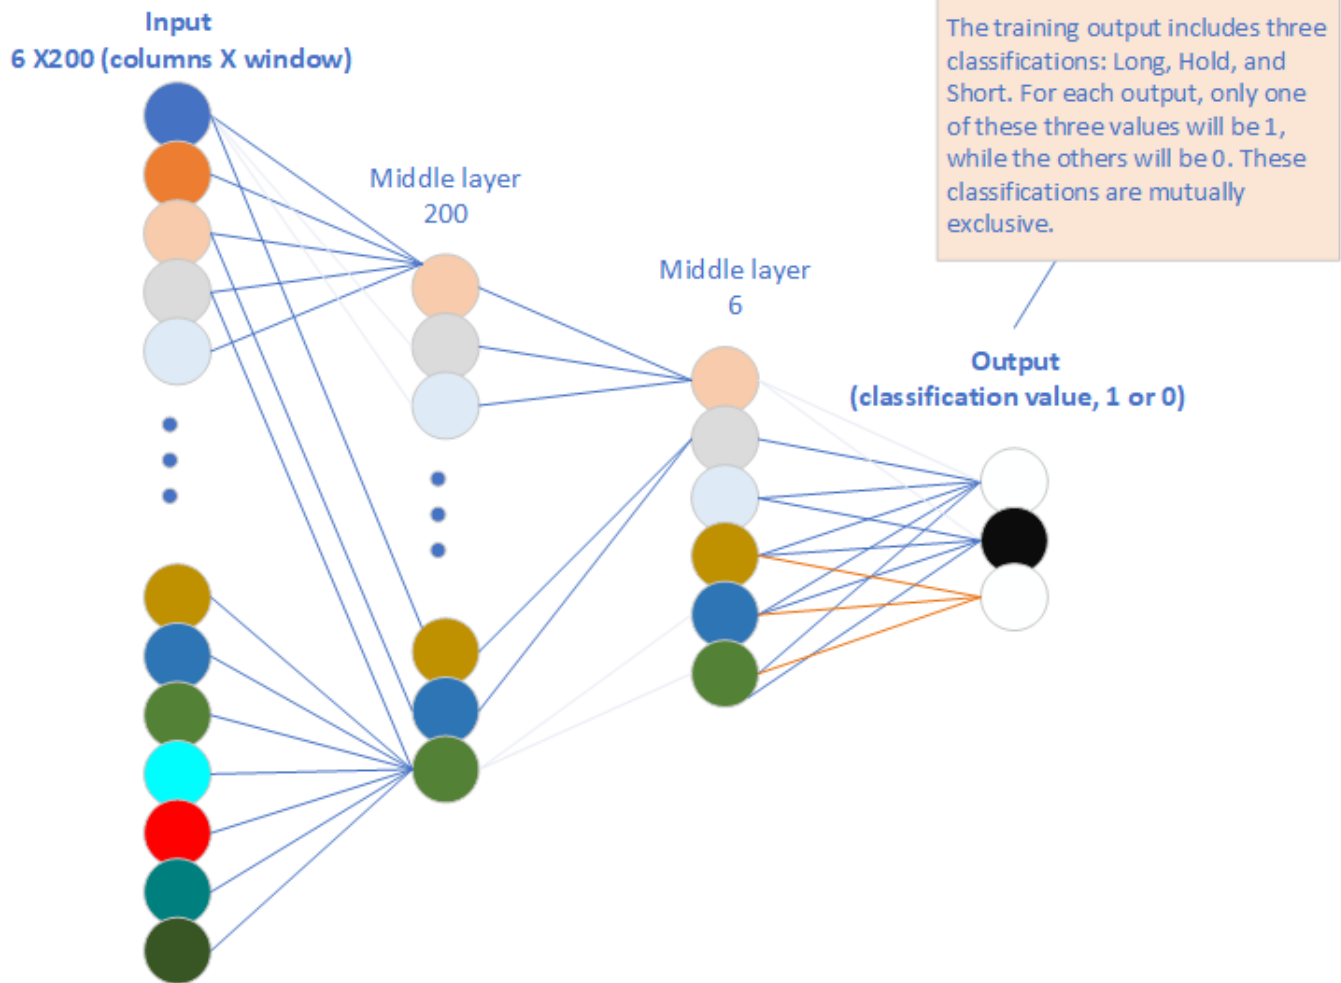 Input
6 X200 (columns X window)
Middle layer
200
Middle layer
6
The training output includes three
classifications: Long, Hold, and
Short. For each output, only one
of these three values will be 1,
while the others will be 0. These
classifications are mutually
exclusive.
Output
(classification value, 1 or 0)